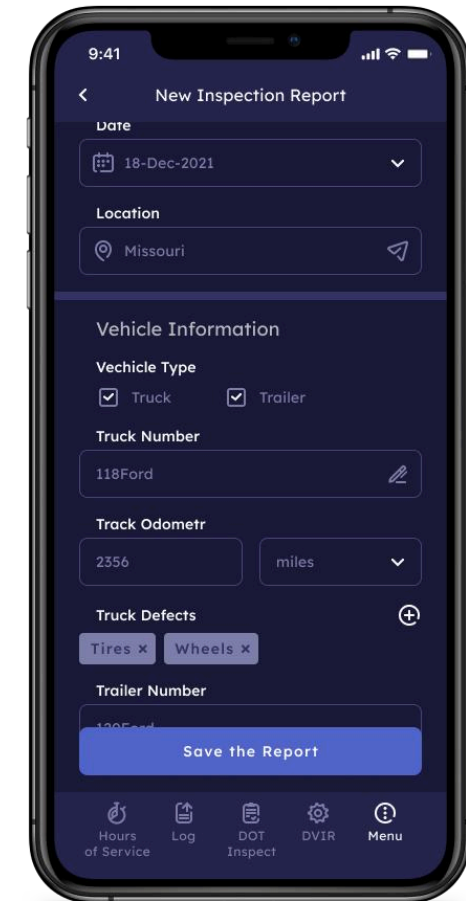 9:41
New Inspection Report
Date
18-Dec-2021
Location
Missouri
Vehicle Information
Vechicle Type
Truck Trailer
Truck Number
118Ford
Track Odometr
2356 miles
Truck Defects
Tires × Wheels ×
Trailer Number
Save the Report
Hours of Service
Log
DOT Inspect
DVIR
Menu